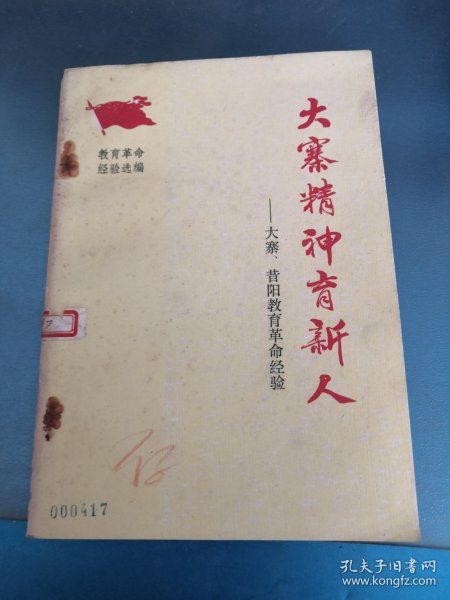 教育革命
经验选编
大寨精神育新人
——大寨、昔阳教育革命经验
000417
孔夫子旧书网
www.kongfz.com